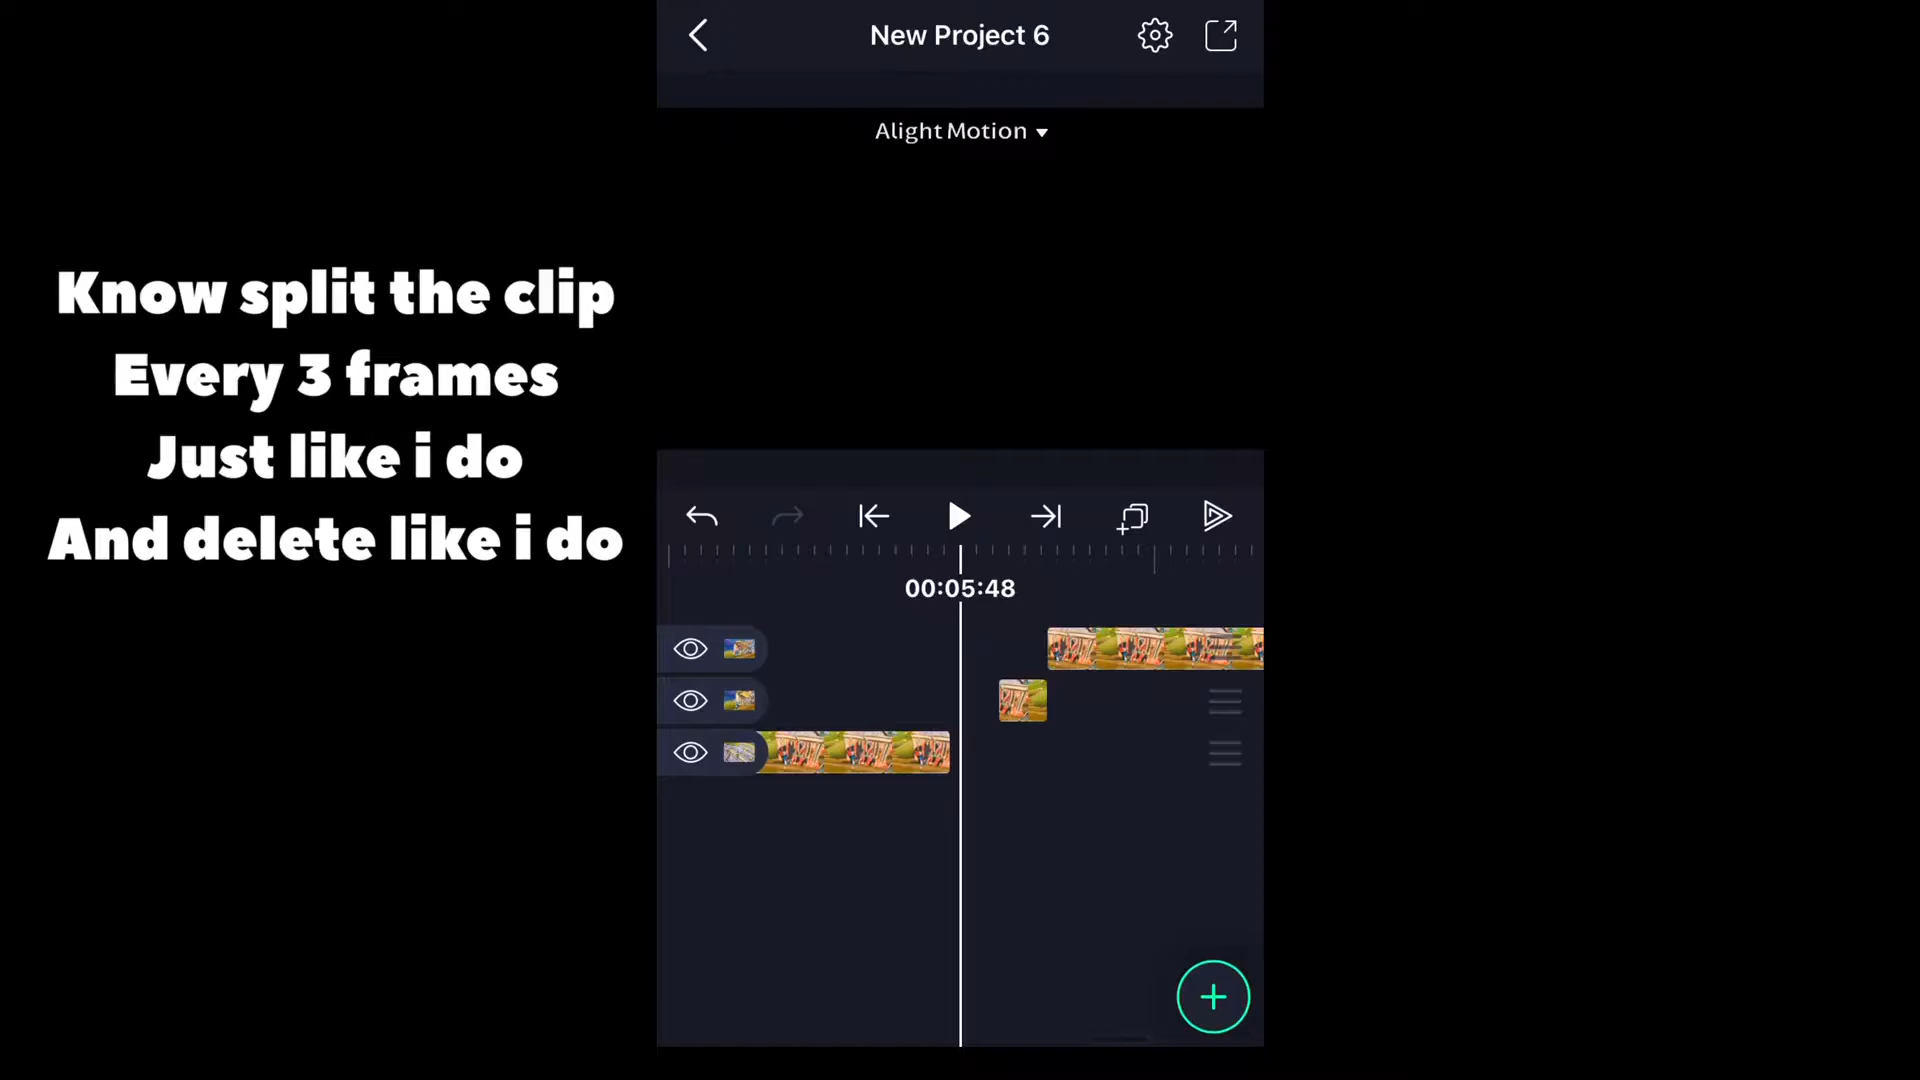 New Project 6
Alight Motion
Know split the clip
Every 3 frames
Just like i do
And delete like i do
00:05:48